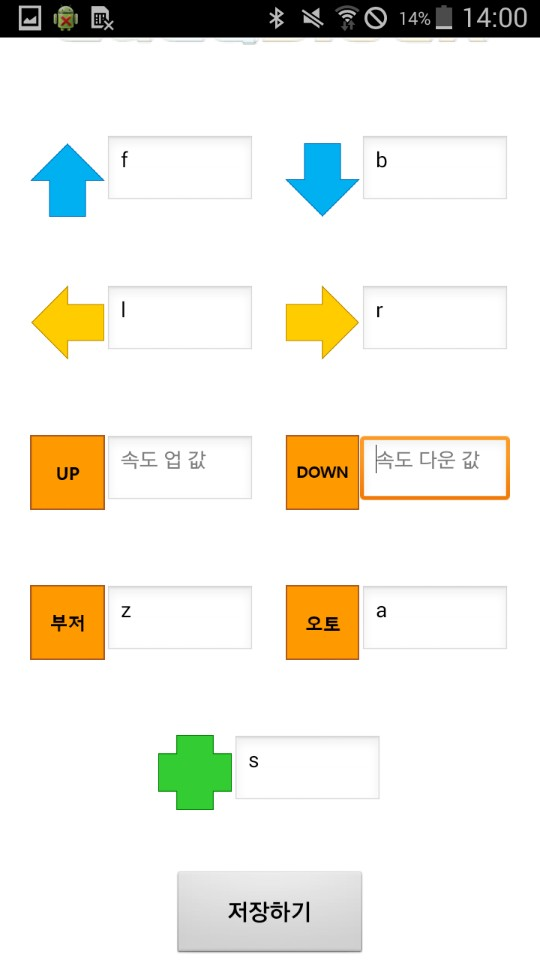 14% 14:00
f
b
l
r
UP 속도 업 값
DOWN 속도 다운 값
부저 z
오토 a
s
저장하기